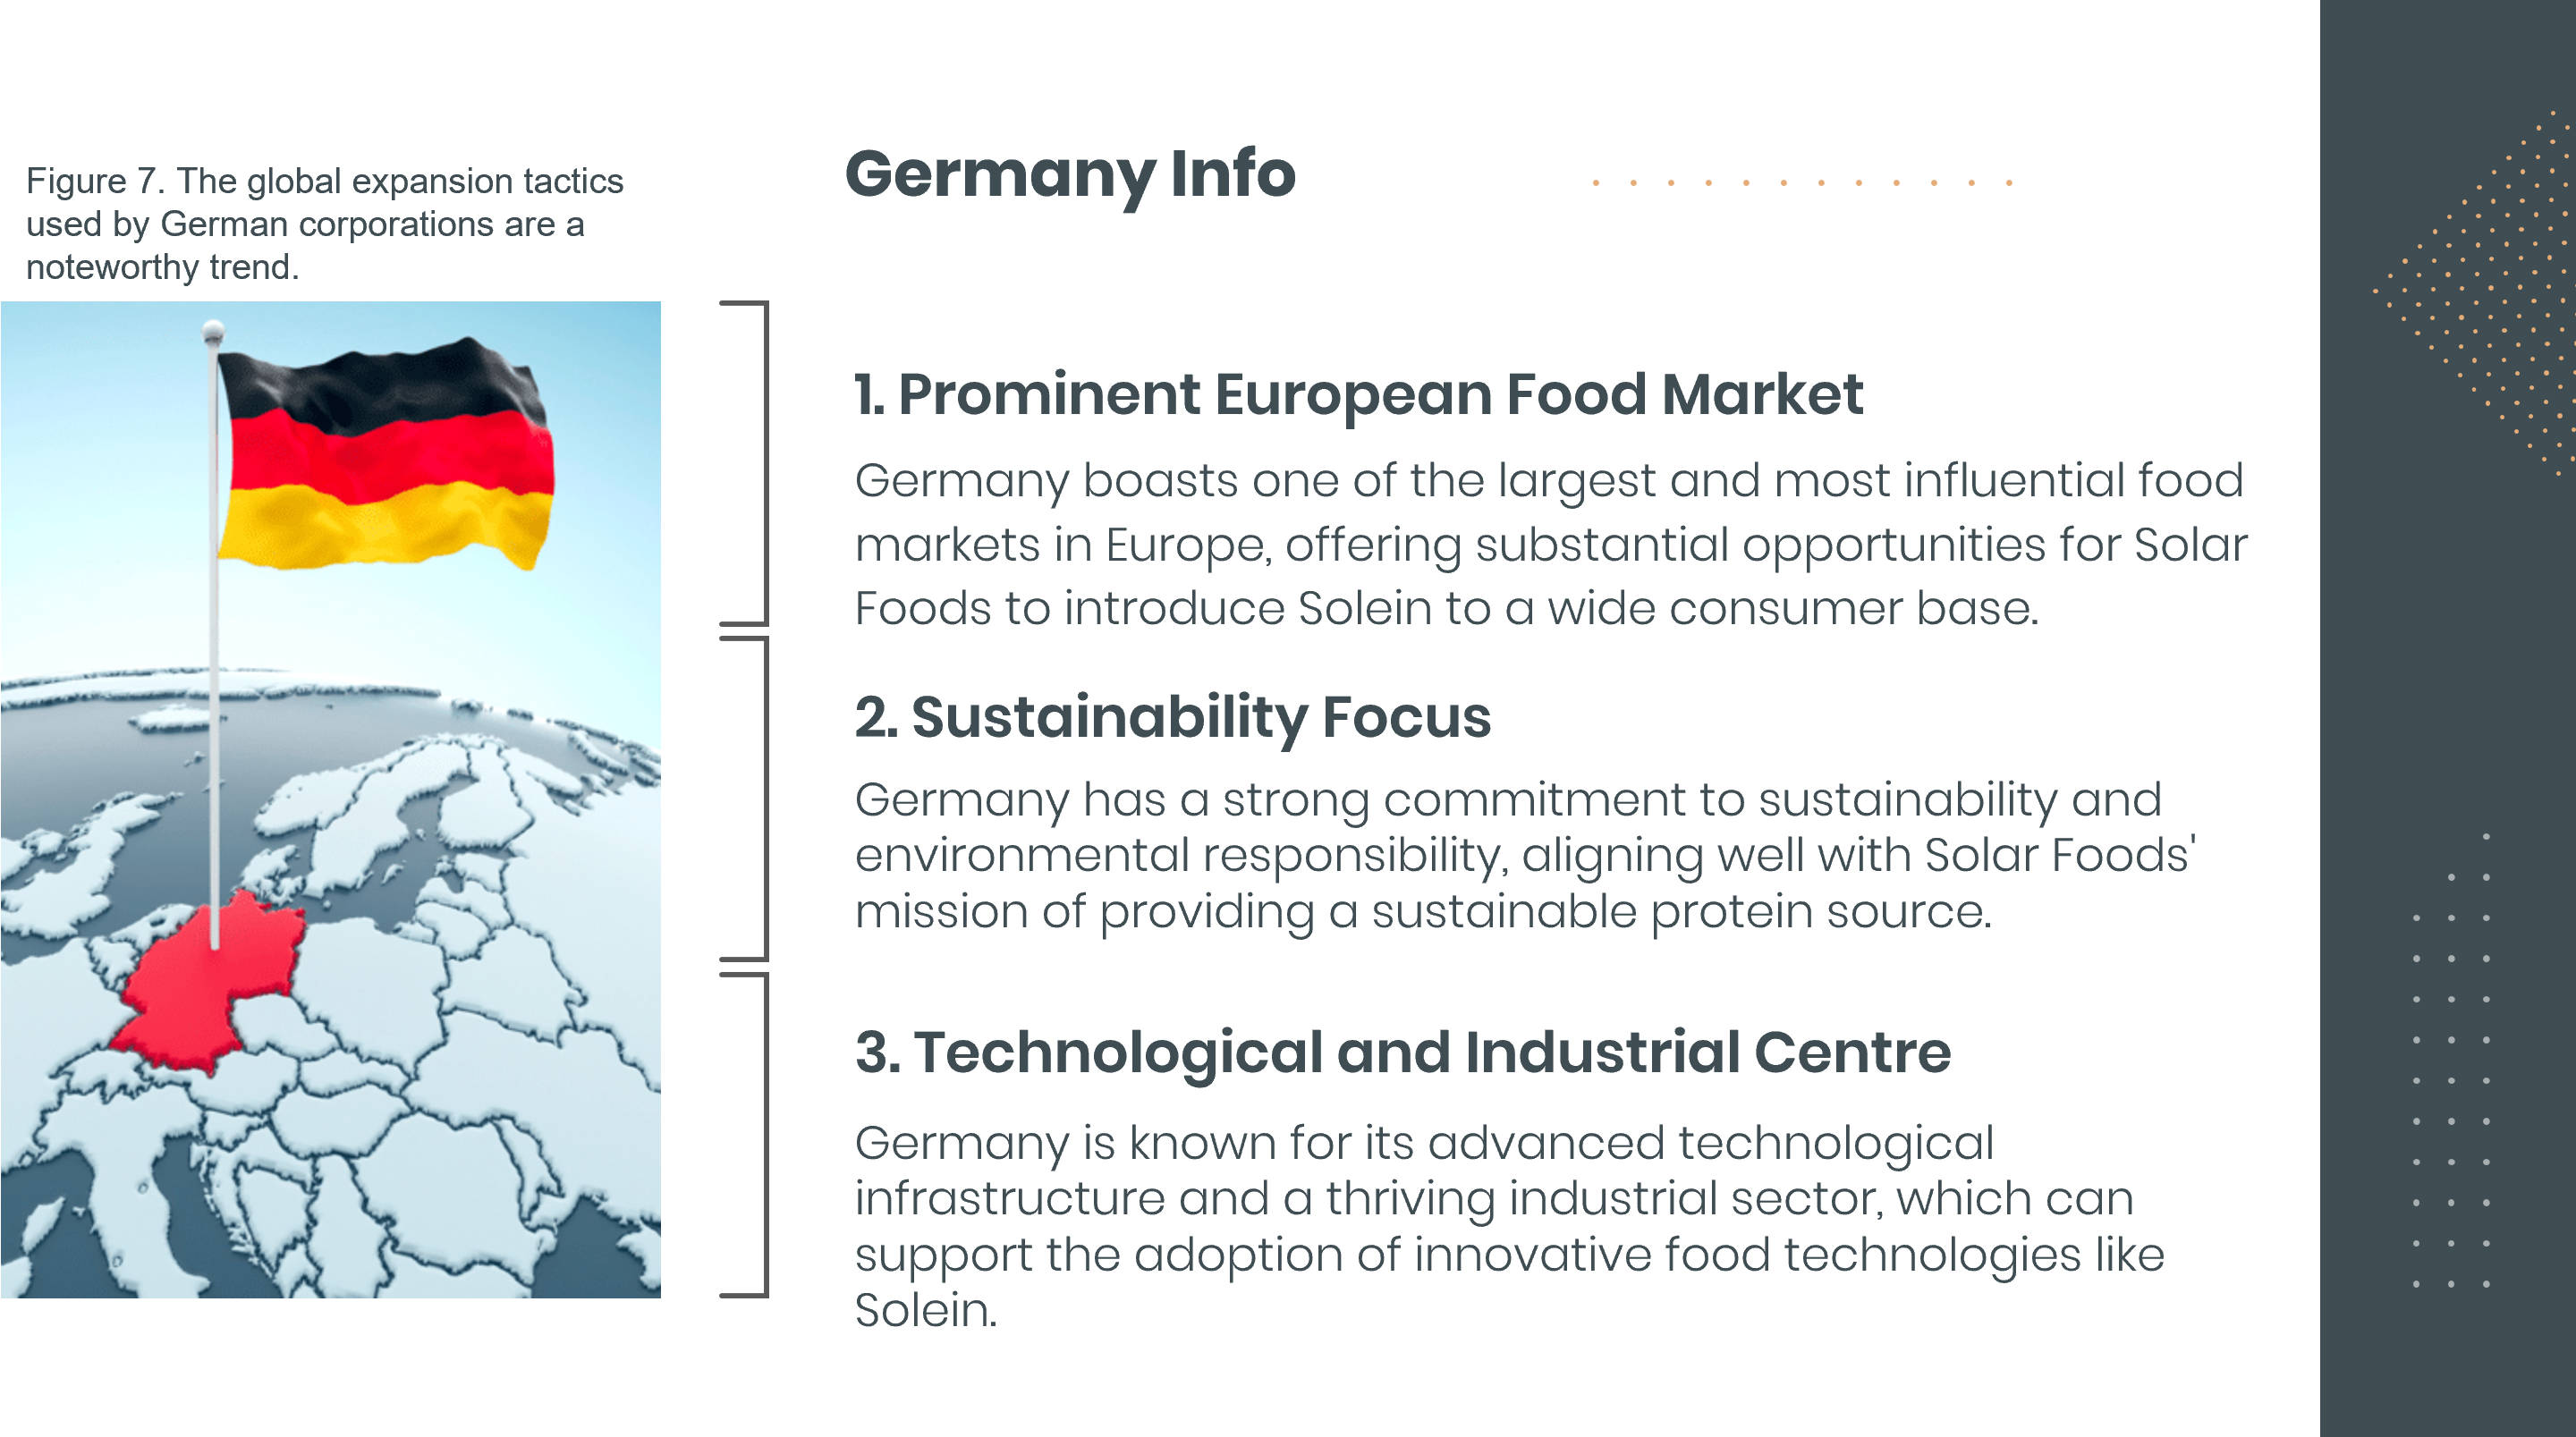 Figure 7. The global expansion tactics
used by German corporations are a
noteworthy trend.
Germany Info
1. Prominent European Food Market
Germany boasts one of the largest and most influential food
markets in Europe, offering substantial opportunities for Solar
Foods to introduce Solein to a wide consumer base.
2. Sustainability Focus
Germany has a strong commitment to sustainability and
environmental responsibility, aligning well with Solar Foods'
mission of providing a sustainable protein source.
3. Technological and Industrial Centre
Germany is known for its advanced technological
infrastructure and a thriving industrial sector, which can
support the adoption of innovative food technologies like
Solein.